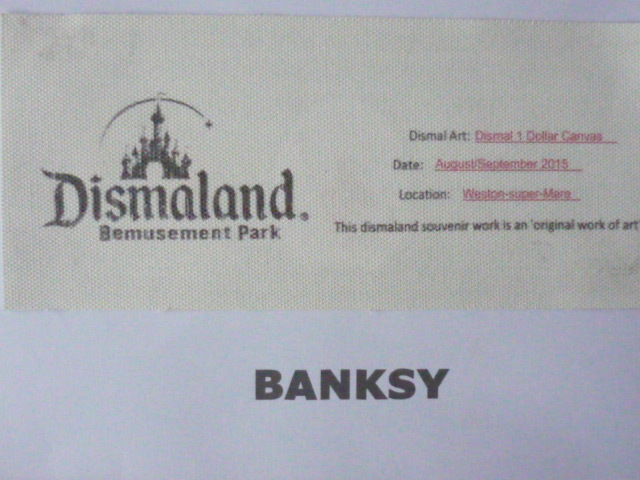 Dismaland.
Bemusement Park
Dismal Art: Dismal 1 Dollar Canvas
Date: August/September 2015
Location: Weston-super-Mare
This dismaland souvenir work is an 'original work of art
BANKSY